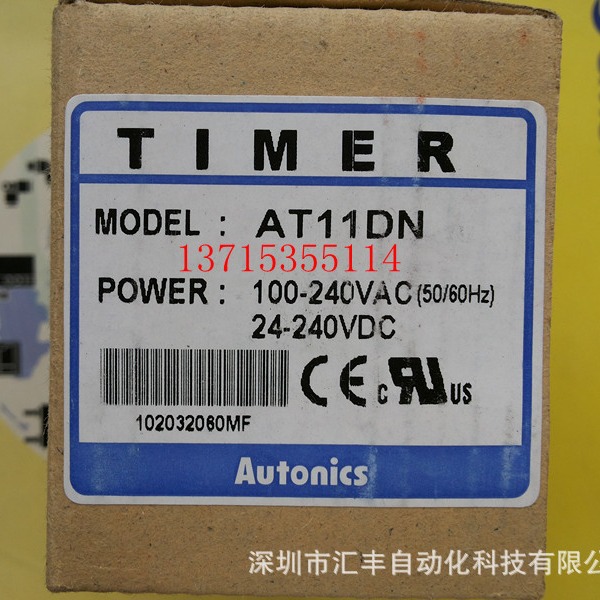 TIMER
MODEL : AT11DN
13715355114
POWER : 100-240VAC (50/60Hz)
24-240VDC
CE c RU US
102032060MF
Autonics
深圳市汇丰自动化科技有限公